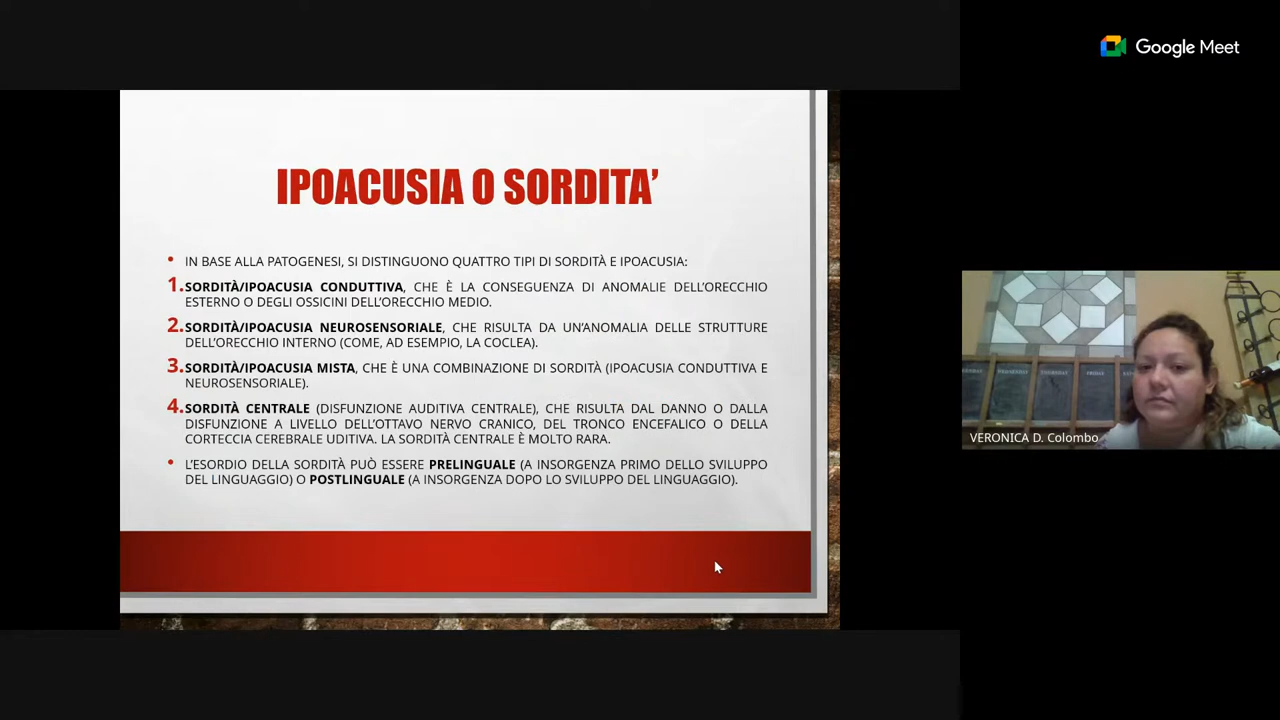 Google Meet
IPOACUSIA O SORDITA’
• IN BASE ALLA PATOGENESI, SI DISTINGUONO QUATTRO TIPI DI SORDITÀ E IPOACUSIA:
1. SORDITÀ/IPOACUSIA CONDUTTIVA, CHE È LA CONSEGUENZA DI ANOMALIE DELL’ORECCHIO
ESTERNO O DEGLI OSSICINI DELL’ORECCHIO MEDIO.
2. SORDITÀ/IPOACUSIA NEUROSENSORIALE, CHE RISULTA DA UN’ANOMALIA DELLE STRUTTURE
DELL’ORECCHIO INTERNO (COME, AD ESEMPIO, LA COCLEA).
3. SORDITÀ/IPOACUSIA MISTA, CHE È UNA COMBINAZIONE DI SORDITÀ (IPOACUSIA CONDUTTIVA E
NEUROSENSORIALE).
4. SORDITÀ CENTRALE (DISFUNZIONE AUDITIVA CENTRALE), CHE RISULTA DAL DANNO O DALLA
DISFUNZIONE A LIVELLO DELL’OTTAVO NERVO CRANICO, DEL TRONCO ENCEFALICO O DELLA
CORTECCIA CEREBRALE UDITIVA. LA SORDITÀ CENTRALE È MOLTO RARA.
• L’ESORDIO DELLA SORDITÀ PUÒ ESSERE PRELINGUALE (A INSORGENZA PRIMO DELLO SVILUPPO
DEL LINGUAGGIO) O POSTLINGUALE (A INSORGENZA DOPO LO SVILUPPO DEL LINGUAGGIO).
VERONICA D. Colombo